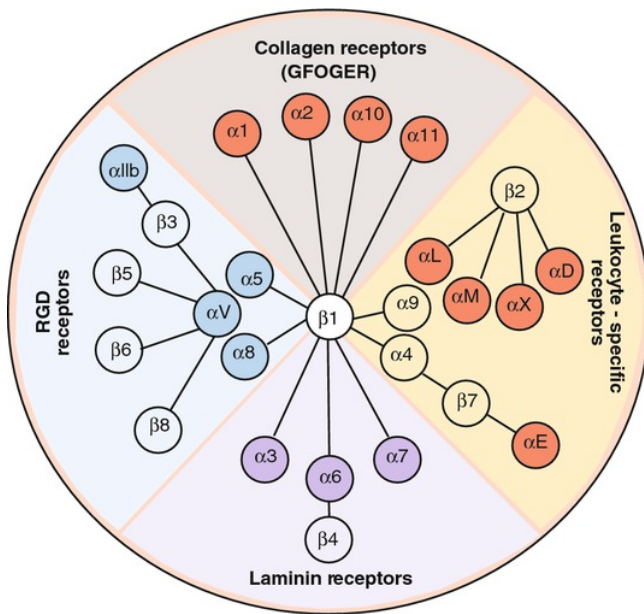 Collagen receptors
(GFOGER)
α1
α2
α10
α11
αIIb
β3
β5
α5
αV
β6
α8
β8
RGD
receptors
β1
β2
αL
αM
αX
αD
α9
α4
β7
αE
Leukocyte - specific
receptors
α3
α6
α7
β4
Laminin receptors